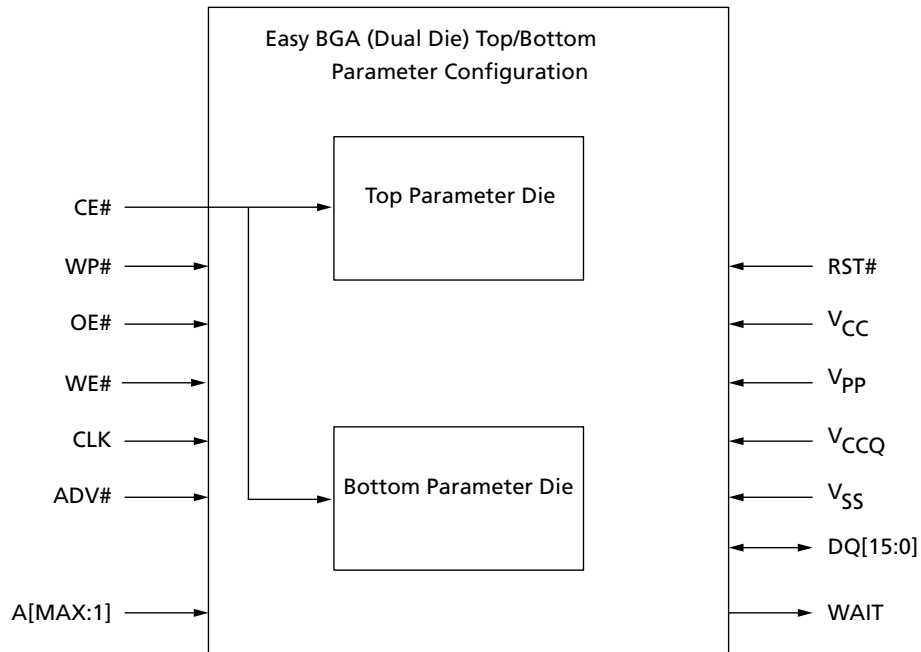 Easy BGA (Dual Die) Top/Bottom
Parameter Configuration
Top Parameter Die
Bottom Parameter Die
CE#
WP#
OE#
WE#
CLK
ADV#
A[MAX:1]
RST#
VCC
VPP
VCCQ
VSS
DQ[15:0]
WAIT